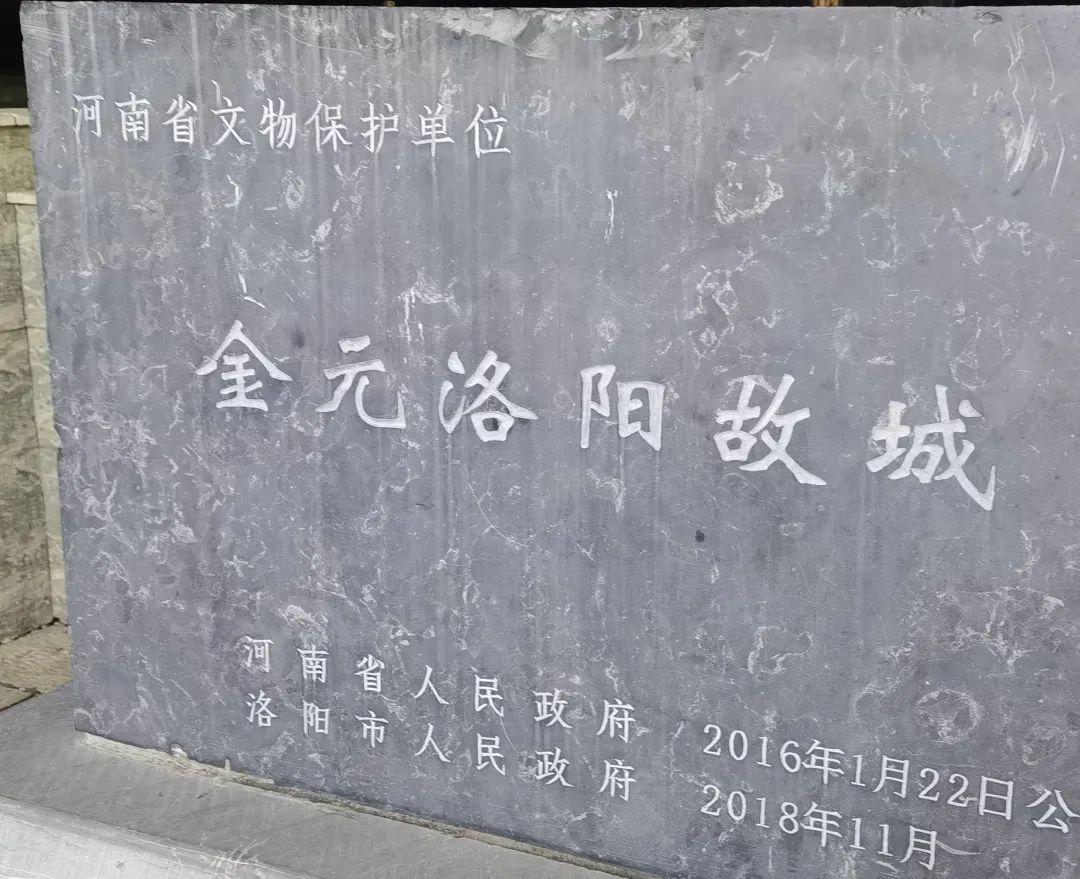 河南省文物保护单位
金元洛阳故城
河南省人民政府 2016年1月22日公
洛阳市人民政府 2018年11月